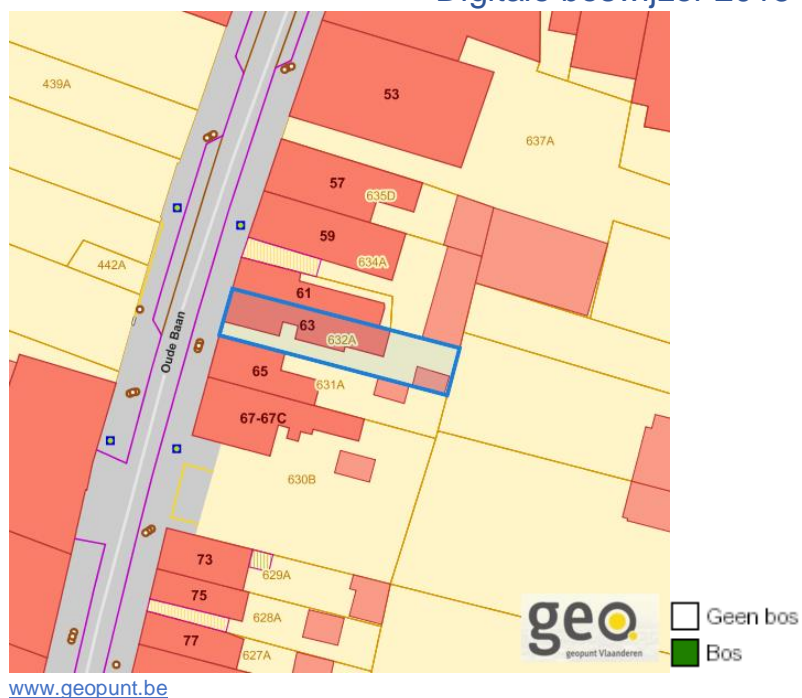 439A
53
637A
57
635D
59
634A
442A
61
63
632A
Oude Baan
65
631A
67-67C
630B
73
629A
75
628A
77
627A
geo.
geopunt Vlaanderen
Geen bos
Bos
www.geopunt.be